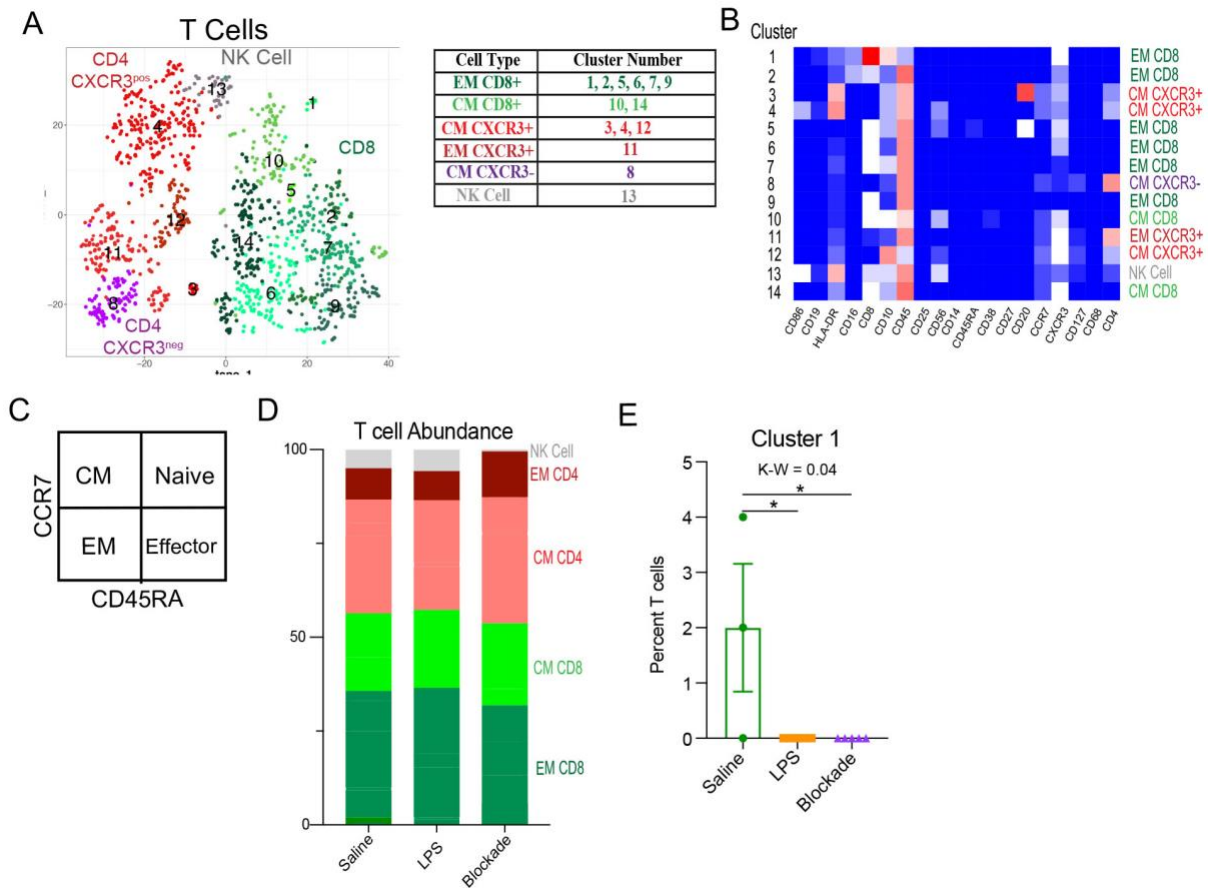 A
T Cells
CD4
CXCR3pos
NK Cell
CD8
CD4
CXCR3neg
13
1
4
10
5
12
2
14
7
11
6
3
8
9
20
0
-20
-20
0
20
40
Cell Type Cluster Number
EM CD8+ 1, 2, 5, 6, 7, 9
CM CD8+ 10, 14
CM CXCR3+ 3, 4, 12
EM CXCR3+ 11
CM CXCR3- 8
NK Cell 13
B
Cluster
1 EM CD8
2 EM CD8
3 CM CXCR3+
4 CM CXCR3+
5 EM CD8
6 EM CD8
7 EM CD8
8 CM CXCR3-
9 EM CD8
10 CM CD8
11 EM CXCR3+
12 CM CXCR3+
13 NK Cell
14 CM CD8
CD86 CD19 HLA-DR CD16 CD8 CD10 CD45 CD25 CD56 CD14 CD45RA CD38 CD27 CD20 CCR7 CXCR3 CD127 CD68 CD4
C
CCR7
CM Naive
EM Effector
CD45RA
D
T cell Abundance
100
50
0
NK Cell
EM CD4
CM CD4
CM CD8
EM CD8
Saline LPS Blockade
E
Cluster 1
K-W = 0.04
*
*
Percent T cells
5
4
3
2
1
0
Saline LPS Blockade